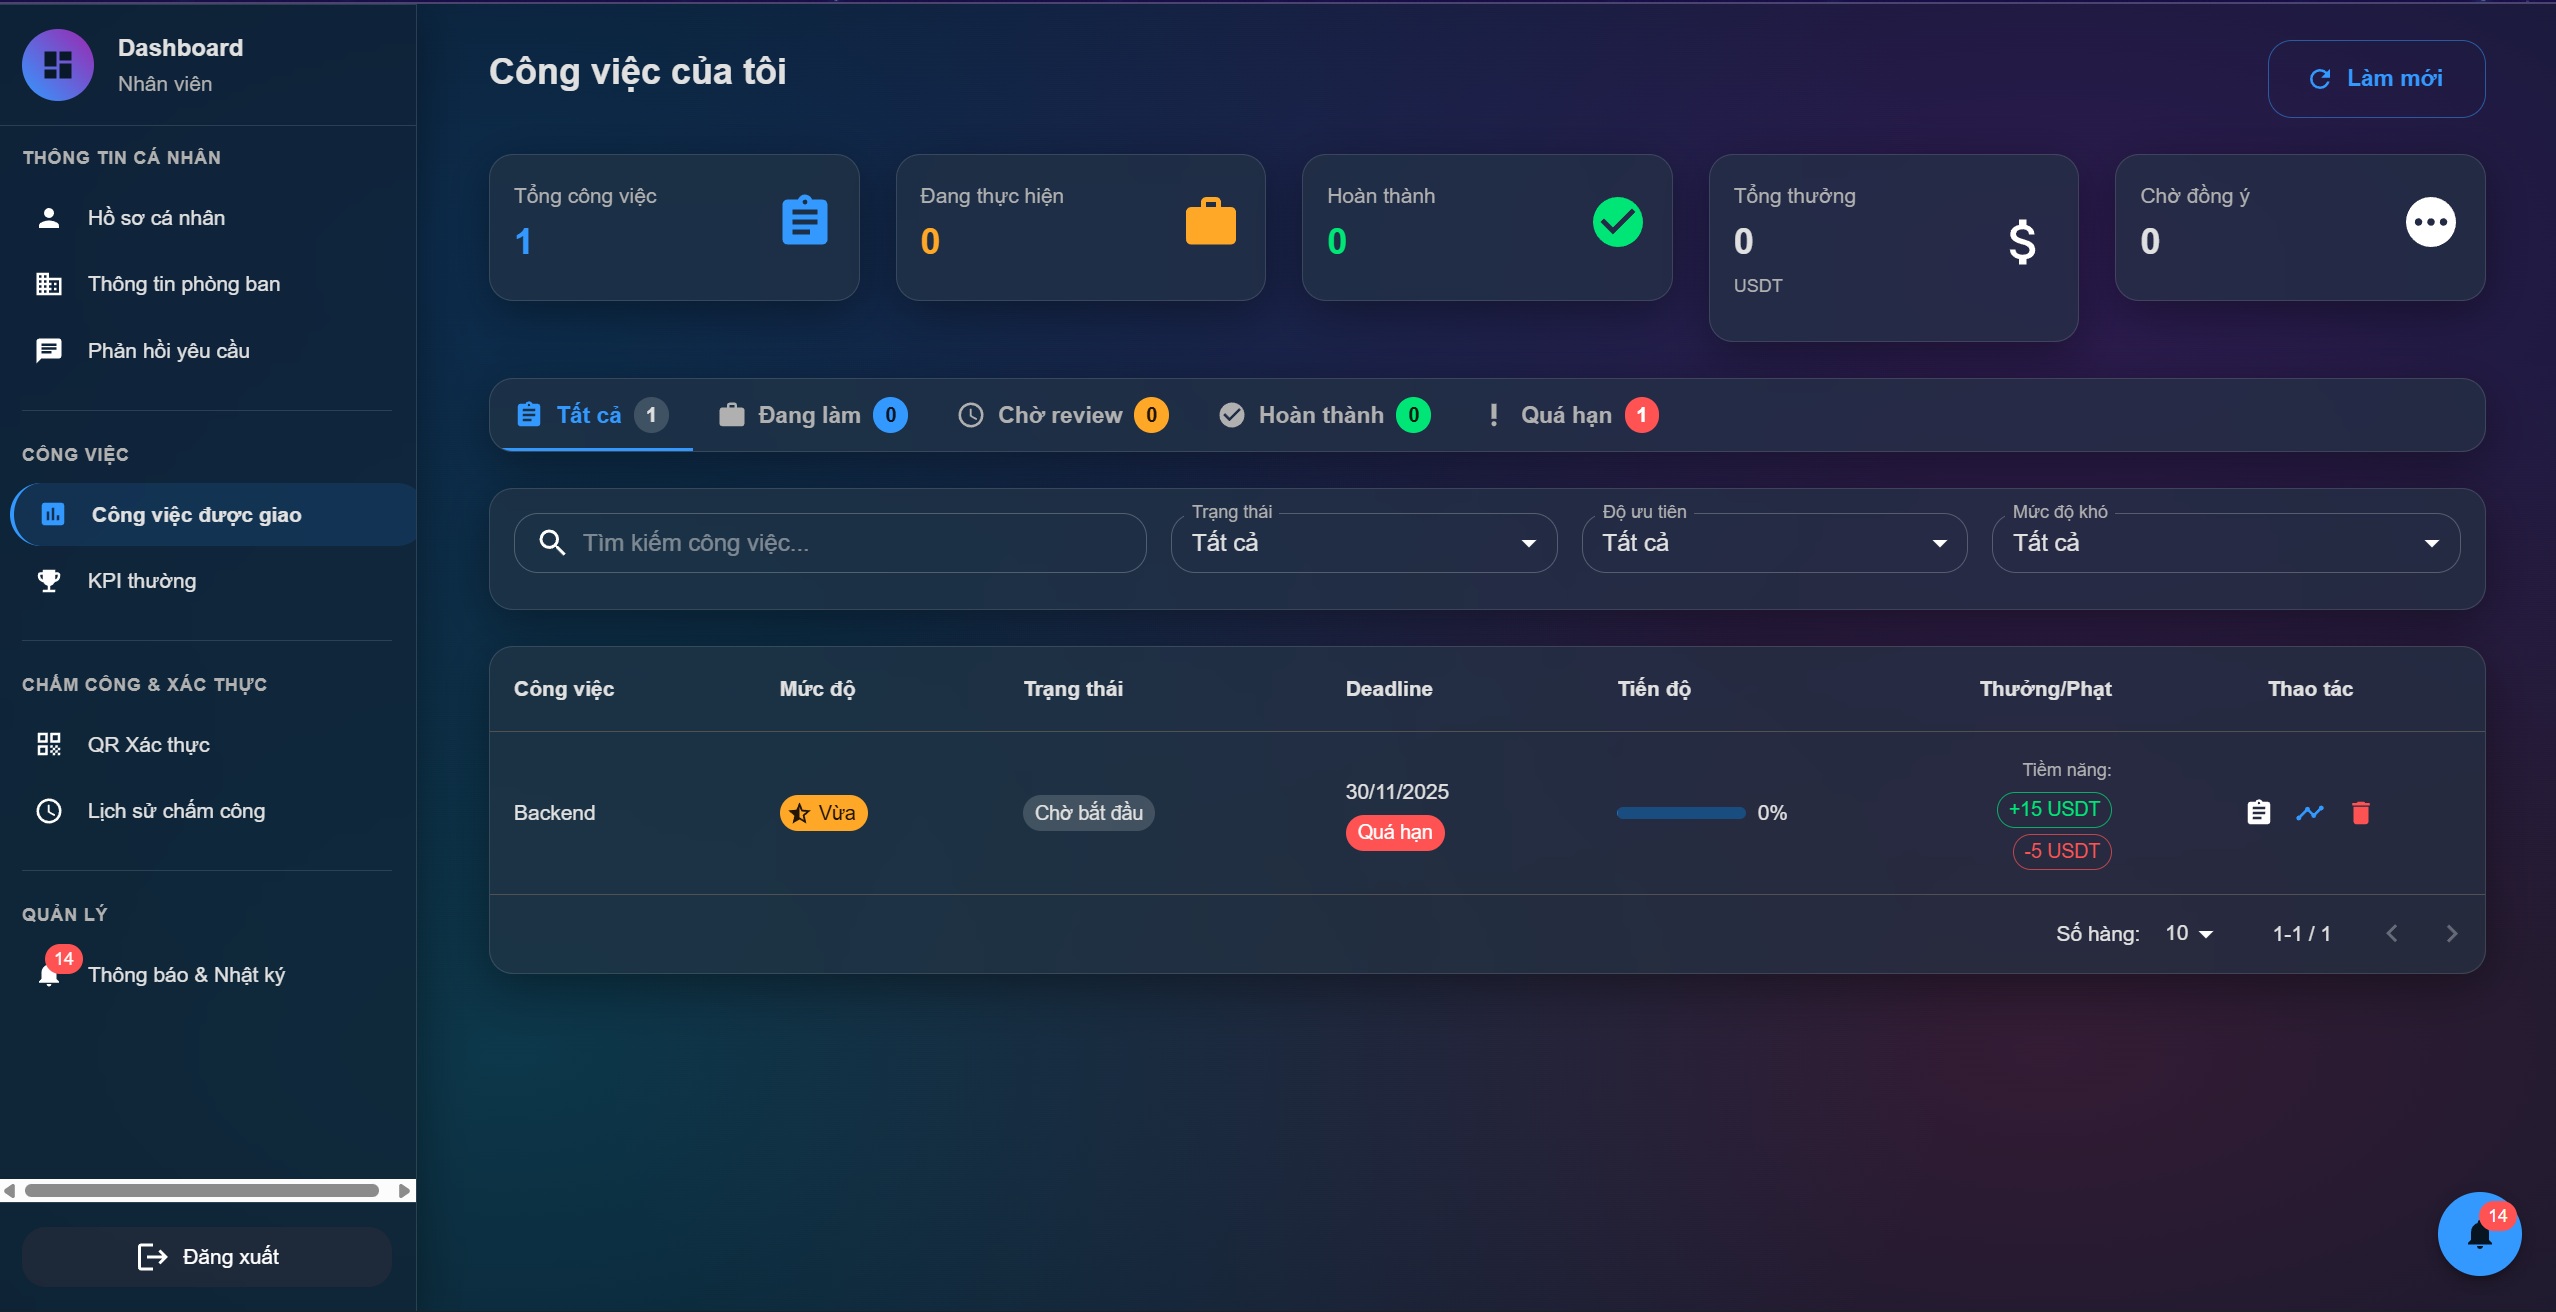 Dashboard
Nhân viên
THÔNG TIN CÁ NHÂN
Hồ sơ cá nhân
Thông tin phòng ban
Phản hồi yêu cầu
CÔNG VIỆC
Công việc được giao
KPI thưởng
CHẤM CÔNG & XÁC THỰC
QR Xác thực
Lịch sử chấm công
QUẢN LÝ
14
Thông báo & Nhật ký
Đăng xuất
Công việc của tôi
Làm mới
Tổng công việc
1
Đang thực hiện
0
Hoàn thành
0
Tổng thưởng
0
USDT
Chờ đồng ý
0
Tất cả 1
Đang làm 0
Chờ review 0
Hoàn thành 0
Quá hạn 1
Tìm kiếm công việc...
Trạng thái
Tất cả
Độ ưu tiên
Tất cả
Mức độ khó
Tất cả
Công việc Mức độ Trạng thái Deadline Tiến độ Thưởng/Phạt Thao tác
Backend
Vừa
Chờ bắt đầu
30/11/2025
Quá hạn
0%
Tiềm năng:
+15 USDT
-5 USDT
Số hàng: 10 1-1 / 1
14